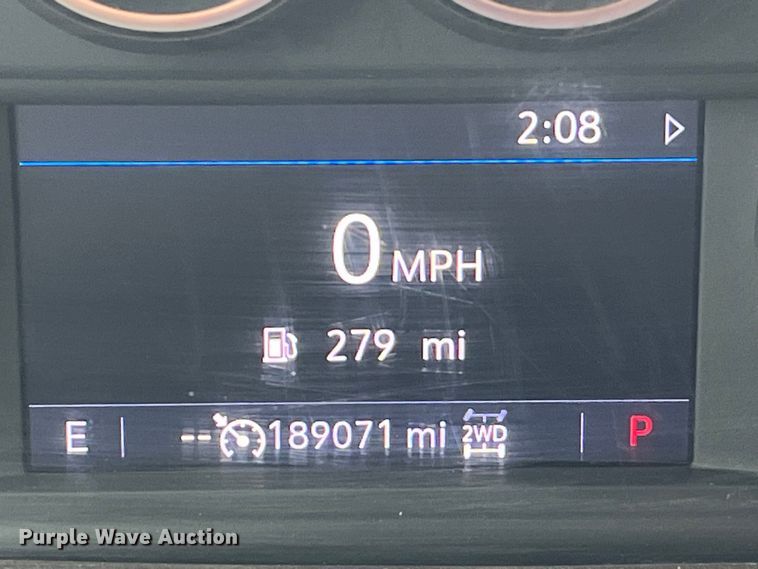 2:08
0 MPH
279 mi
E -- 189071 mi 2WD P
Purple Wave Auction